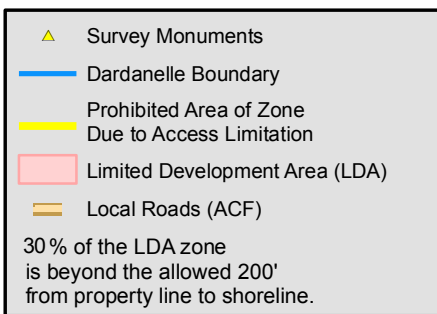 Survey Monuments
Dardanelle Boundary
Prohibited Area of Zone
Due to Access Limitation
Limited Development Area (LDA)
Local Roads (ACF)
30% of the LDA zone
is beyond the allowed 200'
from property line to shoreline.